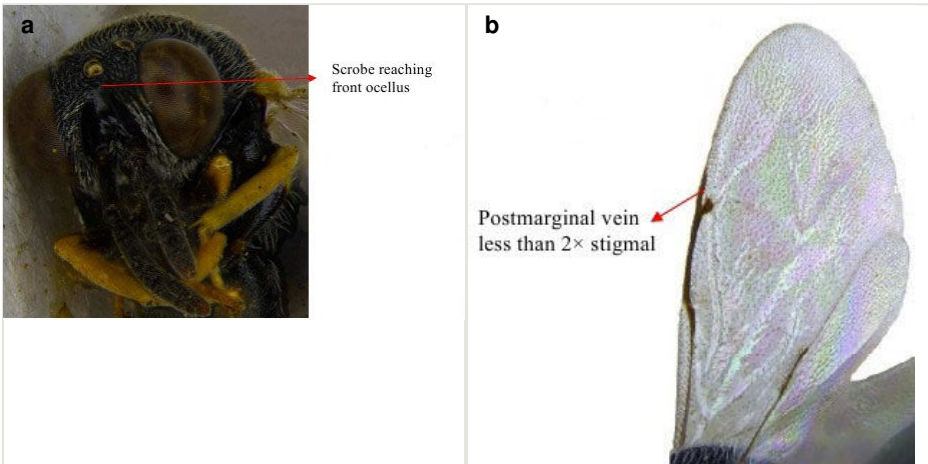 a
Scrobe reaching
front ocellus
b
Postmarginal vein
less than 2× stigmal